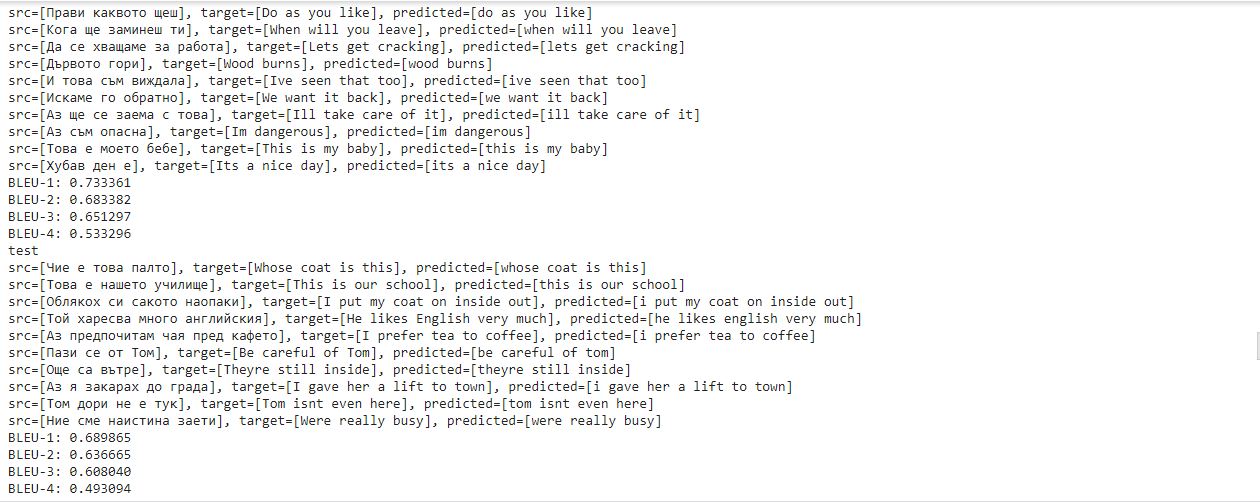 src=[Прави каквото щеш], target=[Do as you like], predicted=[do as you like]
src=[Кога ще заминеш ти], target=[When will you leave], predicted=[when will you leave]
src=[Да се хващаме за работа], target=[Lets get cracking], predicted=[lets get cracking]
src=[Дървото гори], target=[Wood burns], predicted=[wood burns]
src=[И това съм виждала], target=[Ive seen that too], predicted=[ive seen that too]
src=[Искаме го обратно], target=[We want it back], predicted=[we want it back]
src=[Аз ще се заема с това], target=[Ill take care of it], predicted=[ill take care of it]
src=[Аз съм опасна], target=[Im dangerous], predicted=[im dangerous]
src=[Това е моето бебе], target=[This is my baby], predicted=[this is my baby]
src=[Хубав ден е], target=[Its a nice day], predicted=[its a nice day]
BLEU-1: 0.733361
BLEU-2: 0.683382
BLEU-3: 0.651297
BLEU-4: 0.533296
test
src=[Чие е това палто], target=[Whose coat is this], predicted=[whose coat is this]
src=[Това е нашето училище], target=[This is our school], predicted=[this is our school]
src=[Облякох си сакото наопаки], target=[I put my coat on inside out], predicted=[i put my coat on inside out]
src=[Той харесва много английския], target=[He likes English very much], predicted=[he likes english very much]
src=[Аз предпочитам чая пред кафето], target=[I prefer tea to coffee], predicted=[i prefer tea to coffee]
src=[Пази се от Том], target=[Be careful of Tom], predicted=[be careful of tom]
src=[Още са вътре], target=[Theyre still inside], predicted=[theyre still inside]
src=[Аз я закарах до града], target=[I gave her a lift to town], predicted=[i gave her a lift to town]
src=[Том дори не е тук], target=[Tom isnt even here], predicted=[tom isnt even here]
src=[Ние сме наистина заети], target=[Were really busy], predicted=[were really busy]
BLEU-1: 0.689865
BLEU-2: 0.636665
BLEU-3: 0.608040
BLEU-4: 0.493094